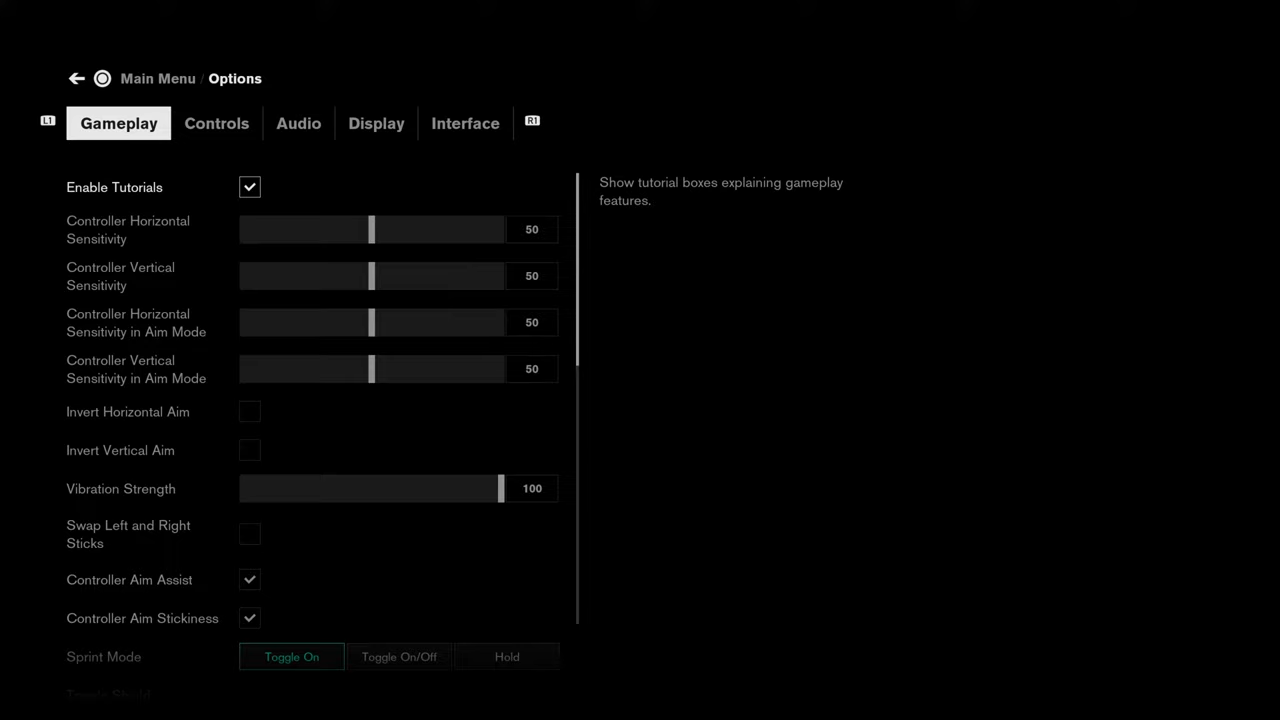 Main Menu / Options
L1 Gameplay Controls Audio Display Interface R1
Enable Tutorials
Show tutorial boxes explaining gameplay
features.
Controller Horizontal
Sensitivity
50
Controller Vertical
Sensitivity
50
Controller Horizontal
Sensitivity in Aim Mode
50
Controller Vertical
Sensitivity in Aim Mode
50
Invert Horizontal Aim
Invert Vertical Aim
Vibration Strength
100
Swap Left and Right
Sticks
Controller Aim Assist
Controller Aim Stickiness
Sprint Mode
Toggle On Toggle On/Off Hold
Toggle Shield